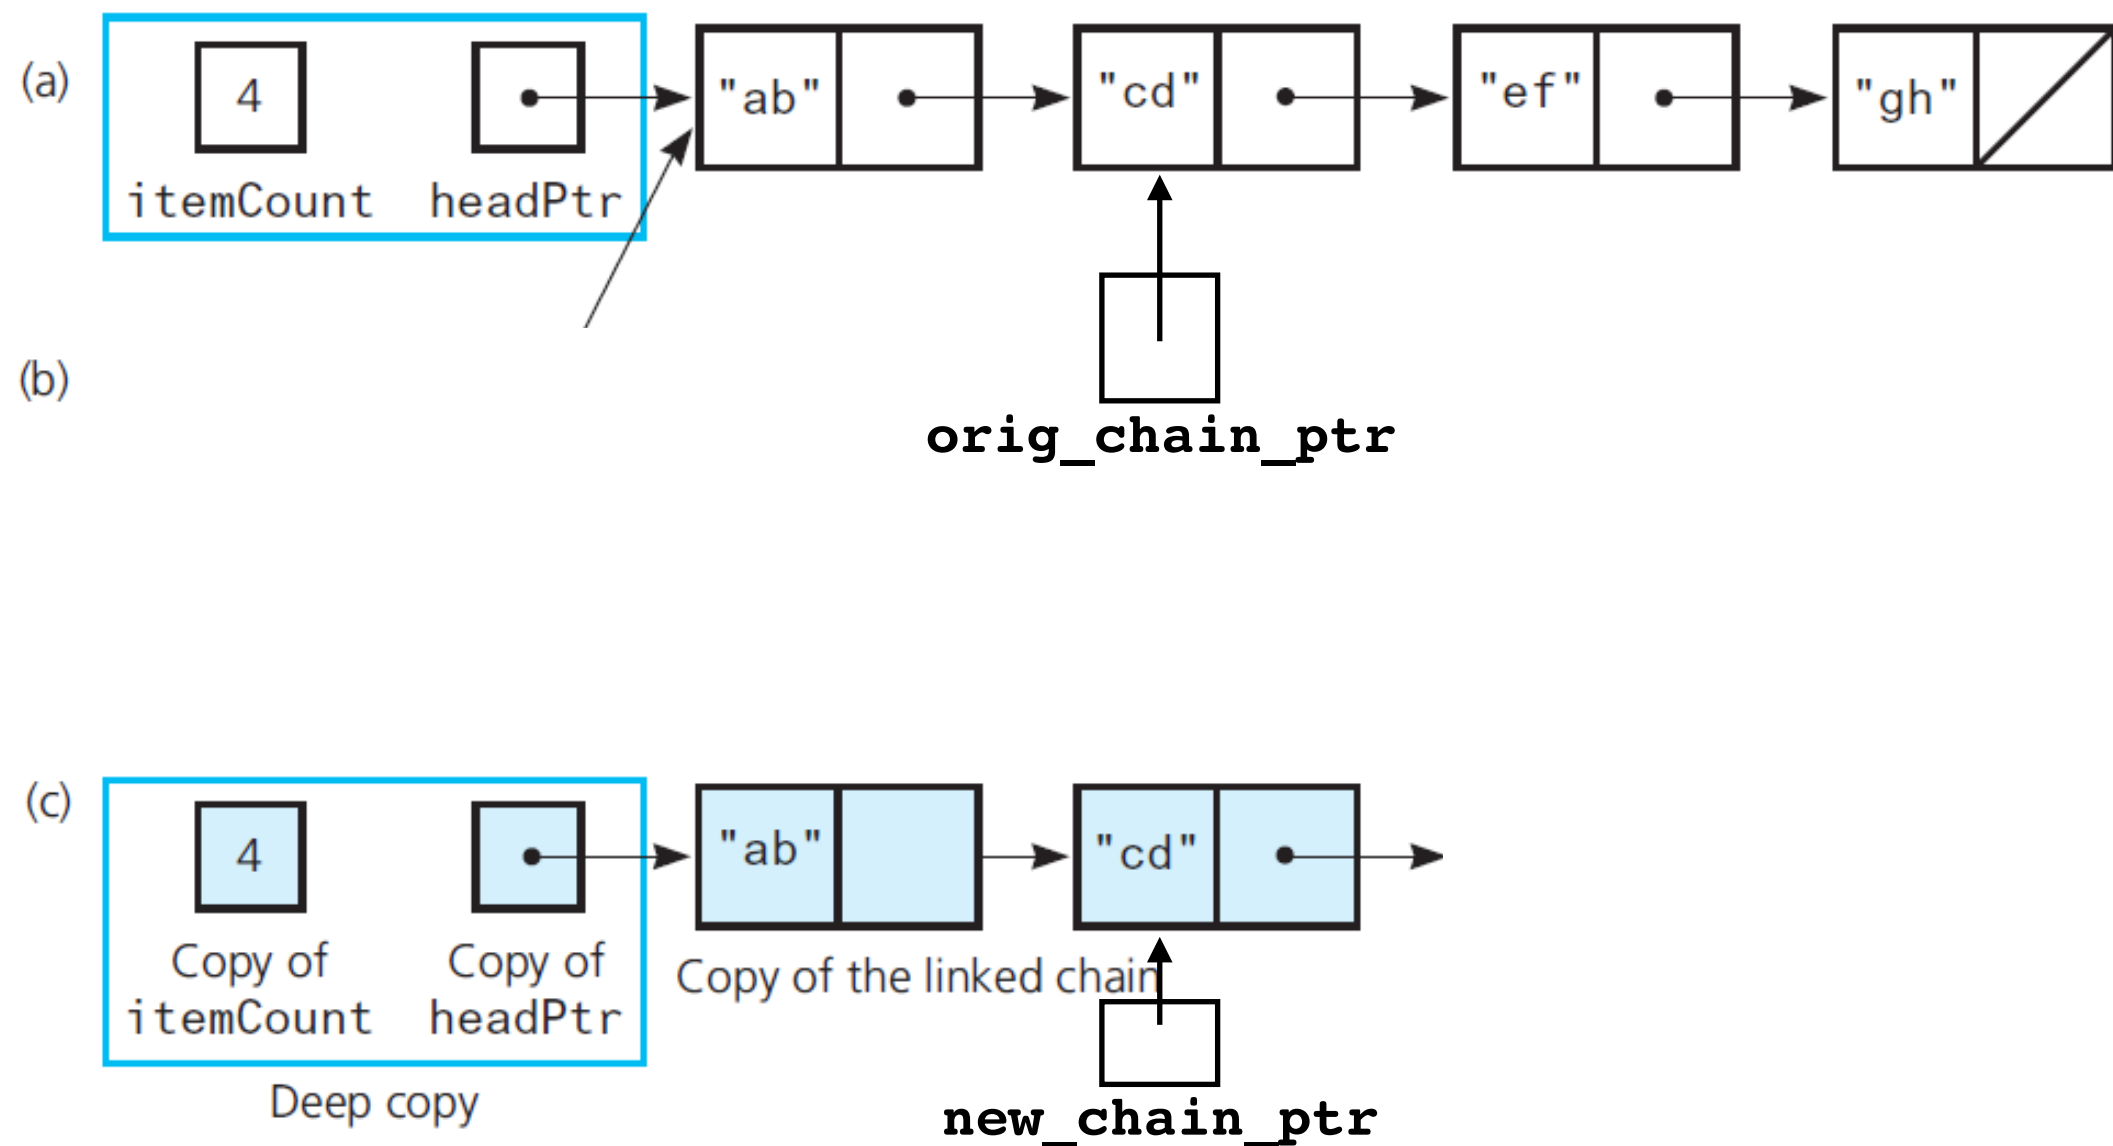 (a)
4
"ab"
"cd"
"ef"
"gh"
itemCount headPtr
(b)
orig_chain_ptr
(c)
4
"ab"
"cd"
Copy of
itemCount
Copy of
headPtr
Copy of the linked chain
Deep copy
new_chain_ptr